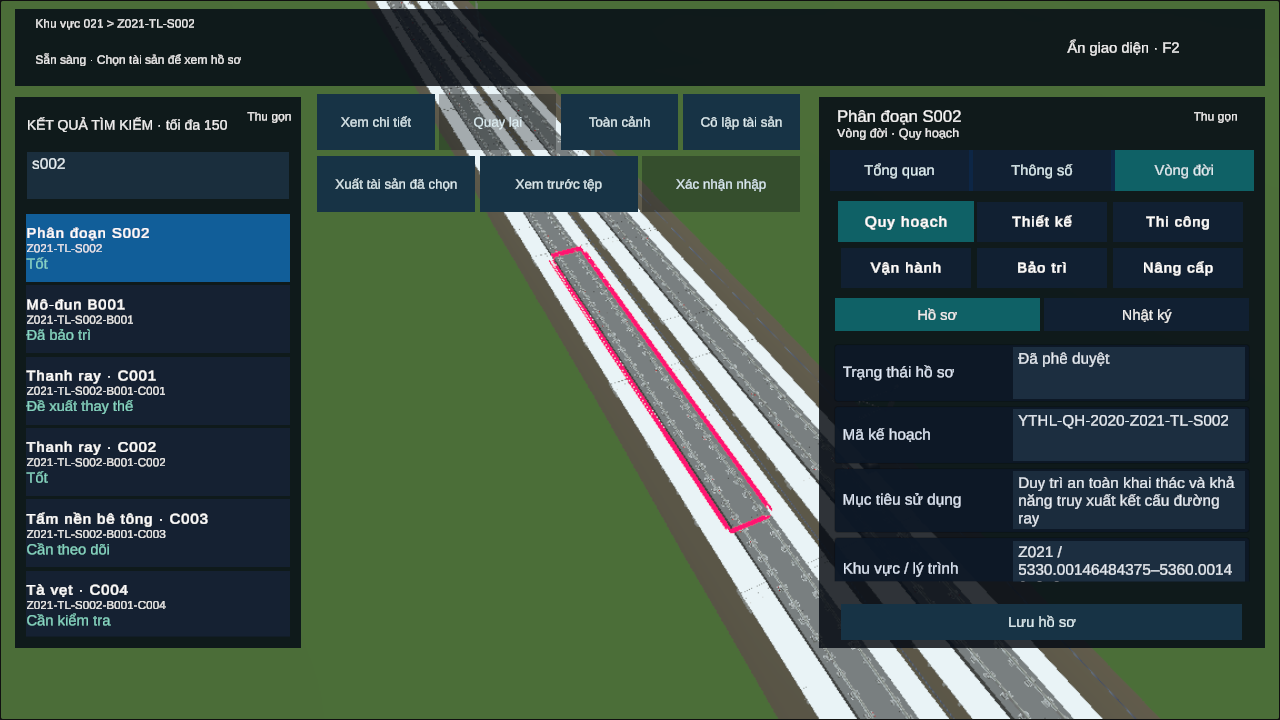 Khu vực 021 > Z021-TL-S002
Sẵn sàng · Chọn tài sản để xem hồ sơ
Ẩn giao diện · F2
KẾT QUẢ TÌM KIẾM · tối đa 150
Thu gọn
s002
Phân đoạn S002
Z021-TL-S002
Tốt
Mô-đun B001
Z021-TL-S002-B001
Đã bảo trì
Thanh ray · C001
Z021-TL-S002-B001-C001
Đề xuất thay thế
Thanh ray · C002
Z021-TL-S002-B001-C002
Tốt
Tấm nền bê tông · C003
Z021-TL-S002-B001-C003
Cần theo dõi
Tà vẹt · C004
Z021-TL-S002-B001-C004
Cần kiểm tra
Xem chi tiết
Quay lại
Toàn cảnh
Cô lập tài sản
Xuất tài sản đã chọn
Xem trước tệp
Xác nhận nhập
Phân đoạn S002
Thu gọn
Vòng đời · Quy hoạch
Tổng quan
Thông số
Vòng đời
Quy hoạch
Thiết kế
Thi công
Vận hành
Bảo trì
Nâng cấp
Hồ sơ
Nhật ký
Trạng thái hồ sơ
Đã phê duyệt
Mã kế hoạch
YTHL-QH-2020-Z021-TL-S002
Mục tiêu sử dụng
Duy trì an toàn khai thác và khả
năng truy xuất kết cấu đường
ray
Khu vực / lý trình
Z021 /
5330.00146484375–5360.0014
Lưu hồ sơ